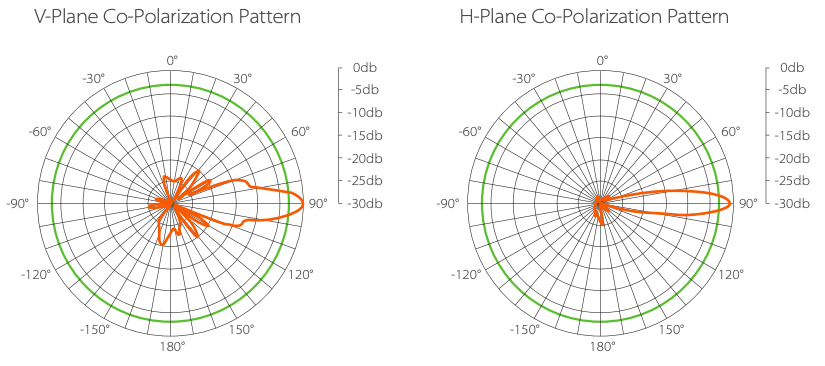 V-Plane Co-Polarization Pattern
0°
-30°
30°
-60°
60°
-90°
90°
-120°
120°
-150°
150°
180°
0db
-5db
-10db
-15db
-20db
-25db
-30db
H-Plane Co-Polarization Pattern
0°
-30°
30°
-60°
60°
-90°
90°
-120°
120°
-150°
150°
180°
0db
-5db
-10db
-15db
-20db
-25db
-30db